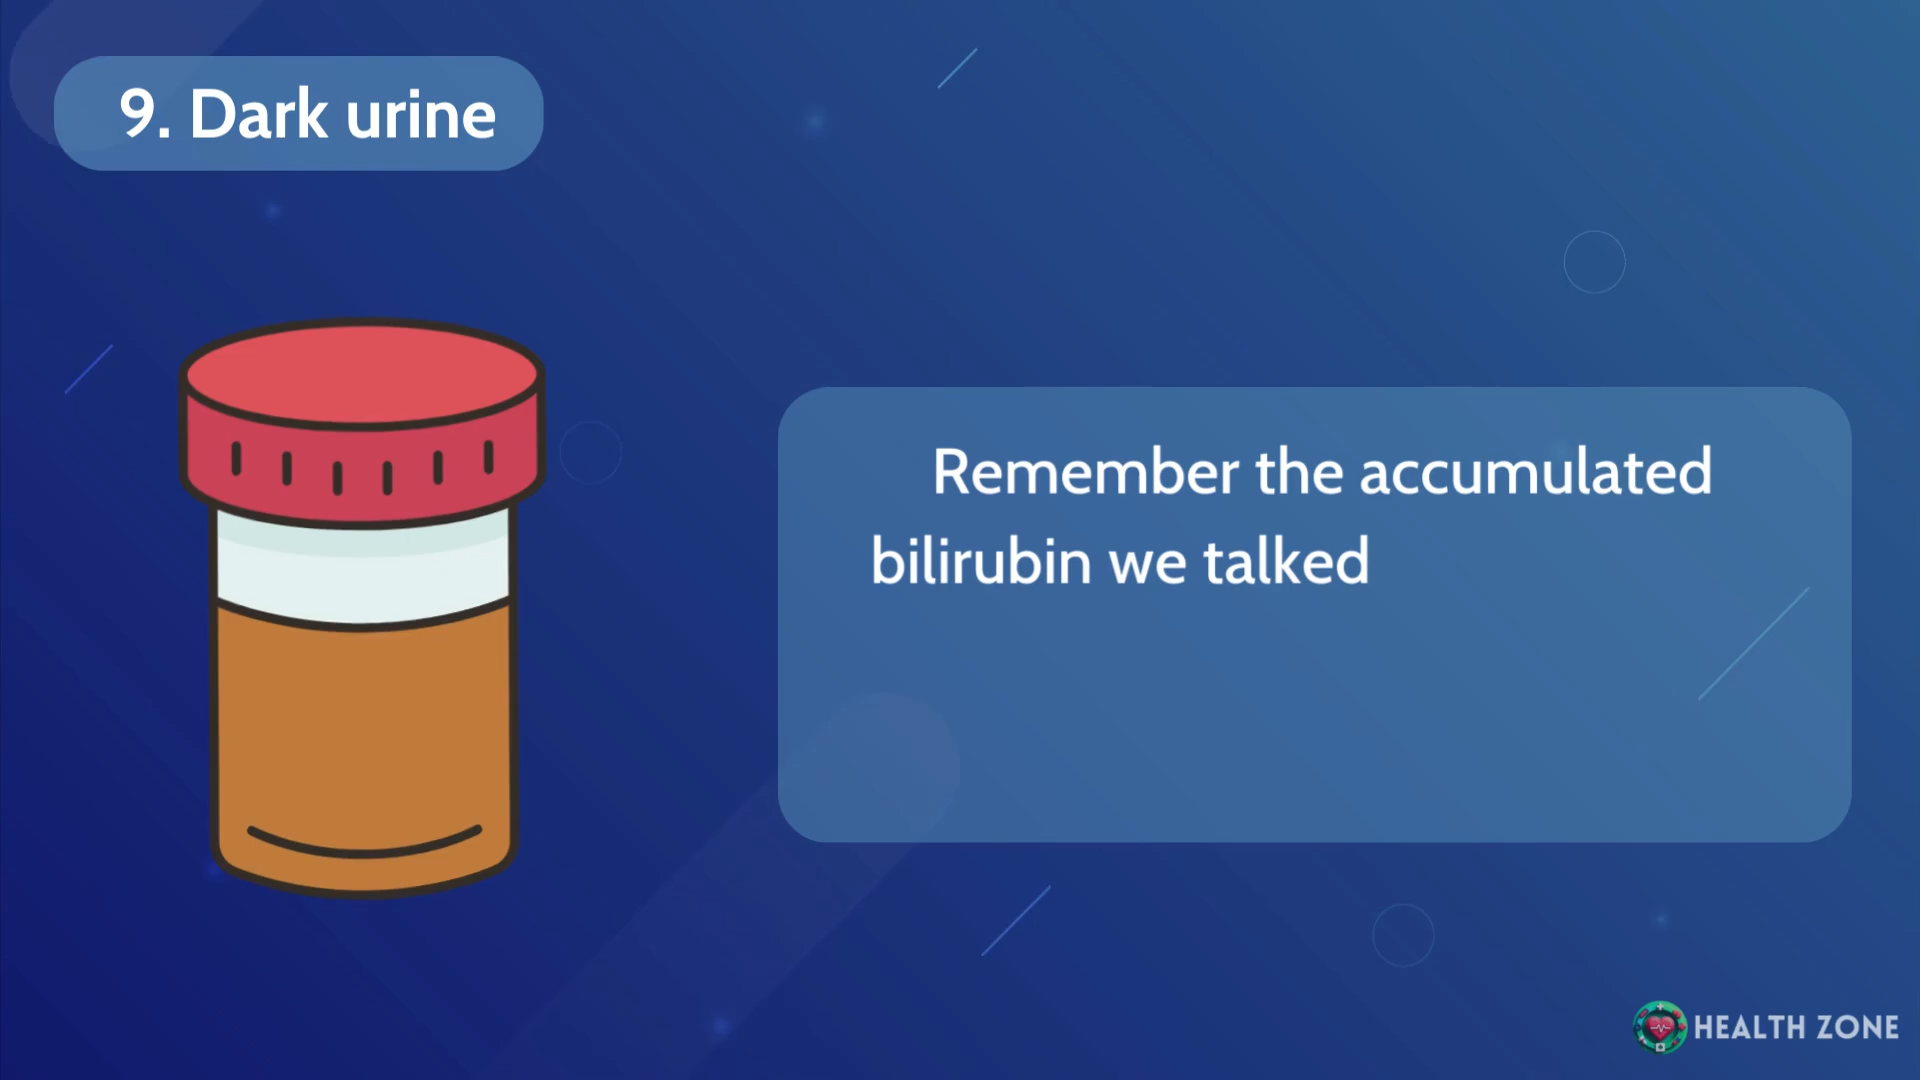 9. Dark urine
Remember the accumulated
bilirubin we talked
HEALTH ZONE